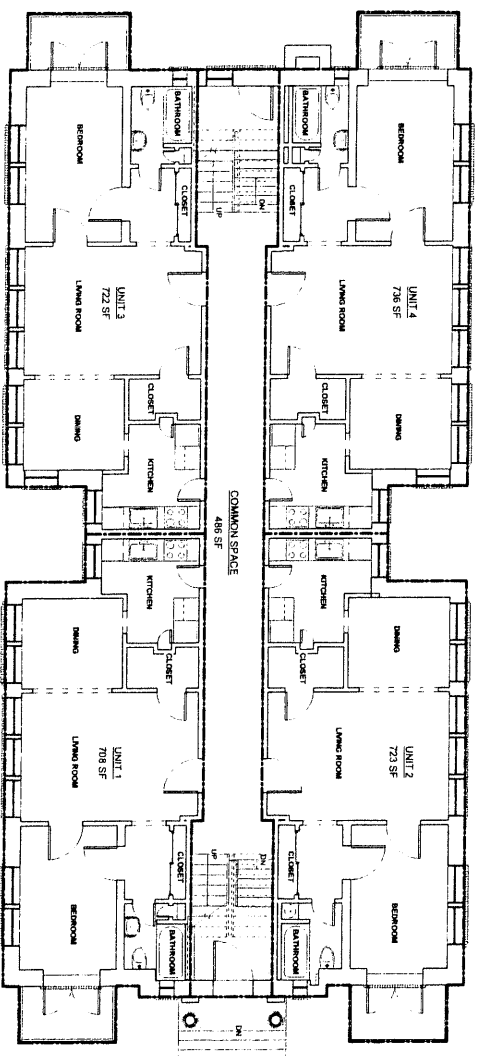 BEDROOM
BATHROOM
CLOSET
UP
DN
BATHROOM
CLOSET
BEDROOM
UNIT 3
722 SF
LIVING ROOM
UNIT 4
736 SF
LIVING ROOM
DINING
CLOSET
KITCHEN
CLOSET
KITCHEN
DINING
COMMON SPACE
486 SF
DINING
KITCHEN
CLOSET
KITCHEN
CLOSET
DINING
UNIT 1
708 SF
LIVING ROOM
UNIT 2
723 SF
LIVING ROOM
BEDROOM
CLOSET
BATHROOM
UP
DN
CLOSET
BATHROOM
BEDROOM
DN